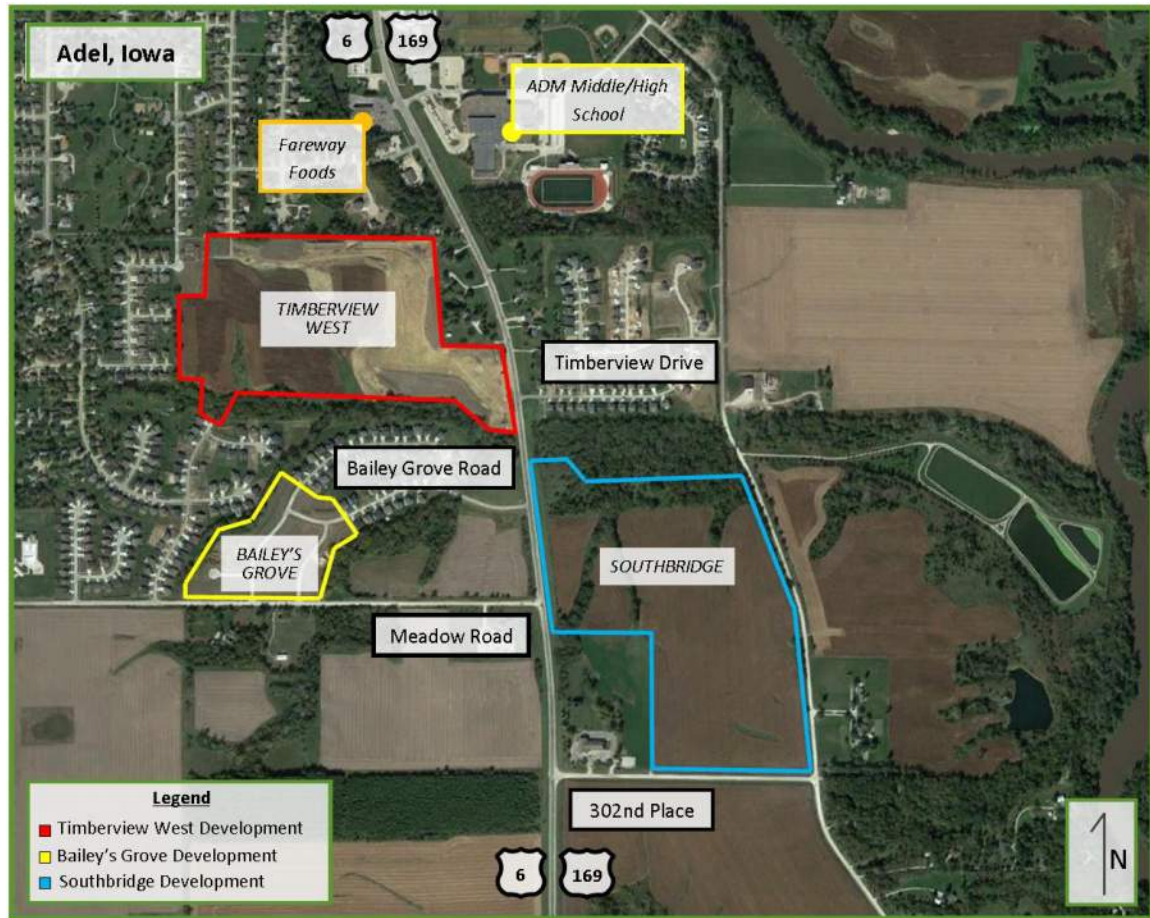 Adel, Iowa
6
169
ADM Middle/High
School
Fareway
Foods
TIMBERVIEW
WEST
Timberview Drive
Bailey Grove Road
BAILEY'S
GROVE
SOUTHBRIDGE
Meadow Road
302nd Place
Legend
Timberview West Development
Bailey's Grove Development
Southbridge Development
6
169
N